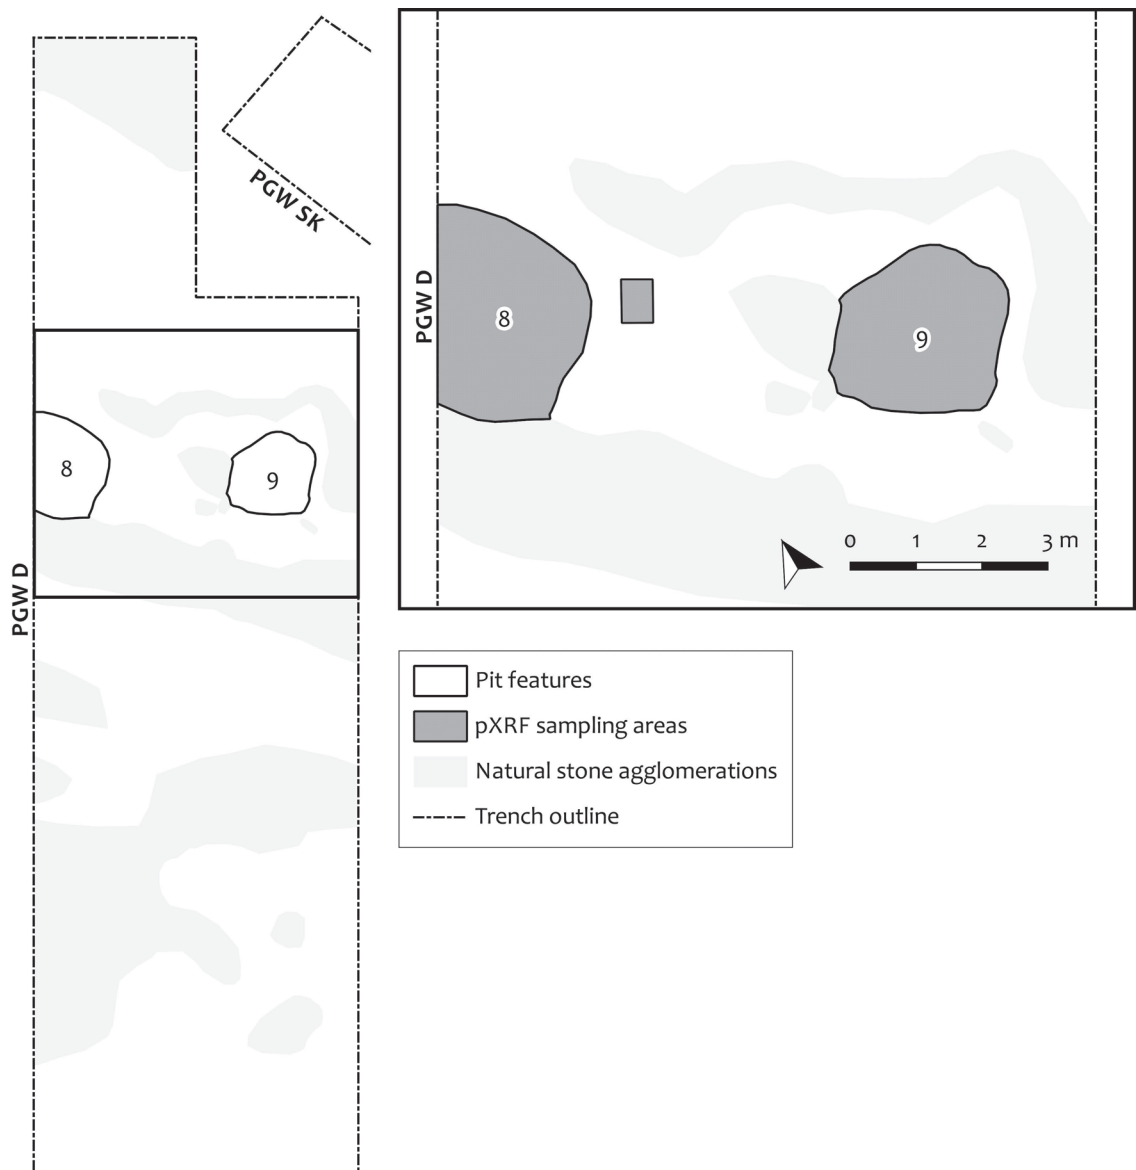 PGW SK
8
9
PGW D
PGW D
8
9
0 1 2 3 m
Pit features
pXRF sampling areas
Natural stone agglomerations
Trench outline